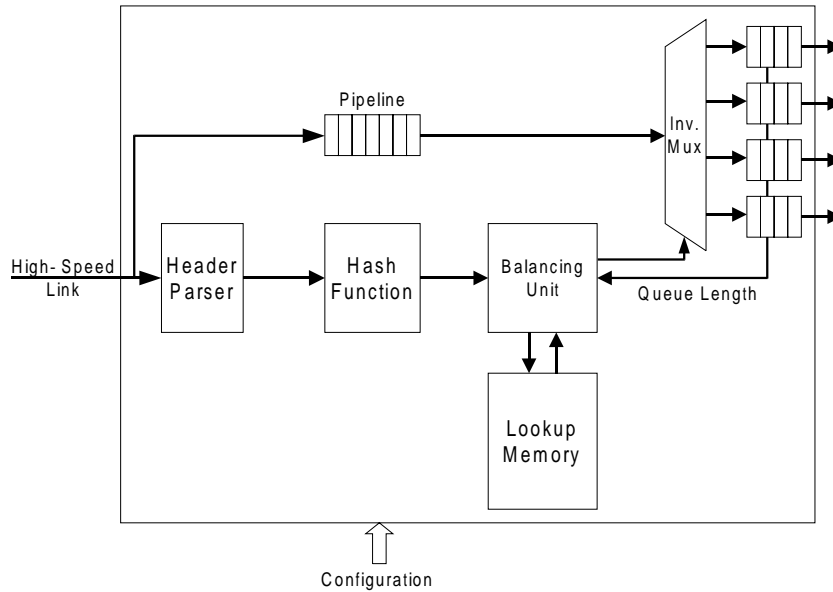 Pipeline
Inv.
Mux
High- Speed
Link
Header
Parser
Hash
Function
Balancing
Unit
Queue Length
Lookup
Memory
Configuration